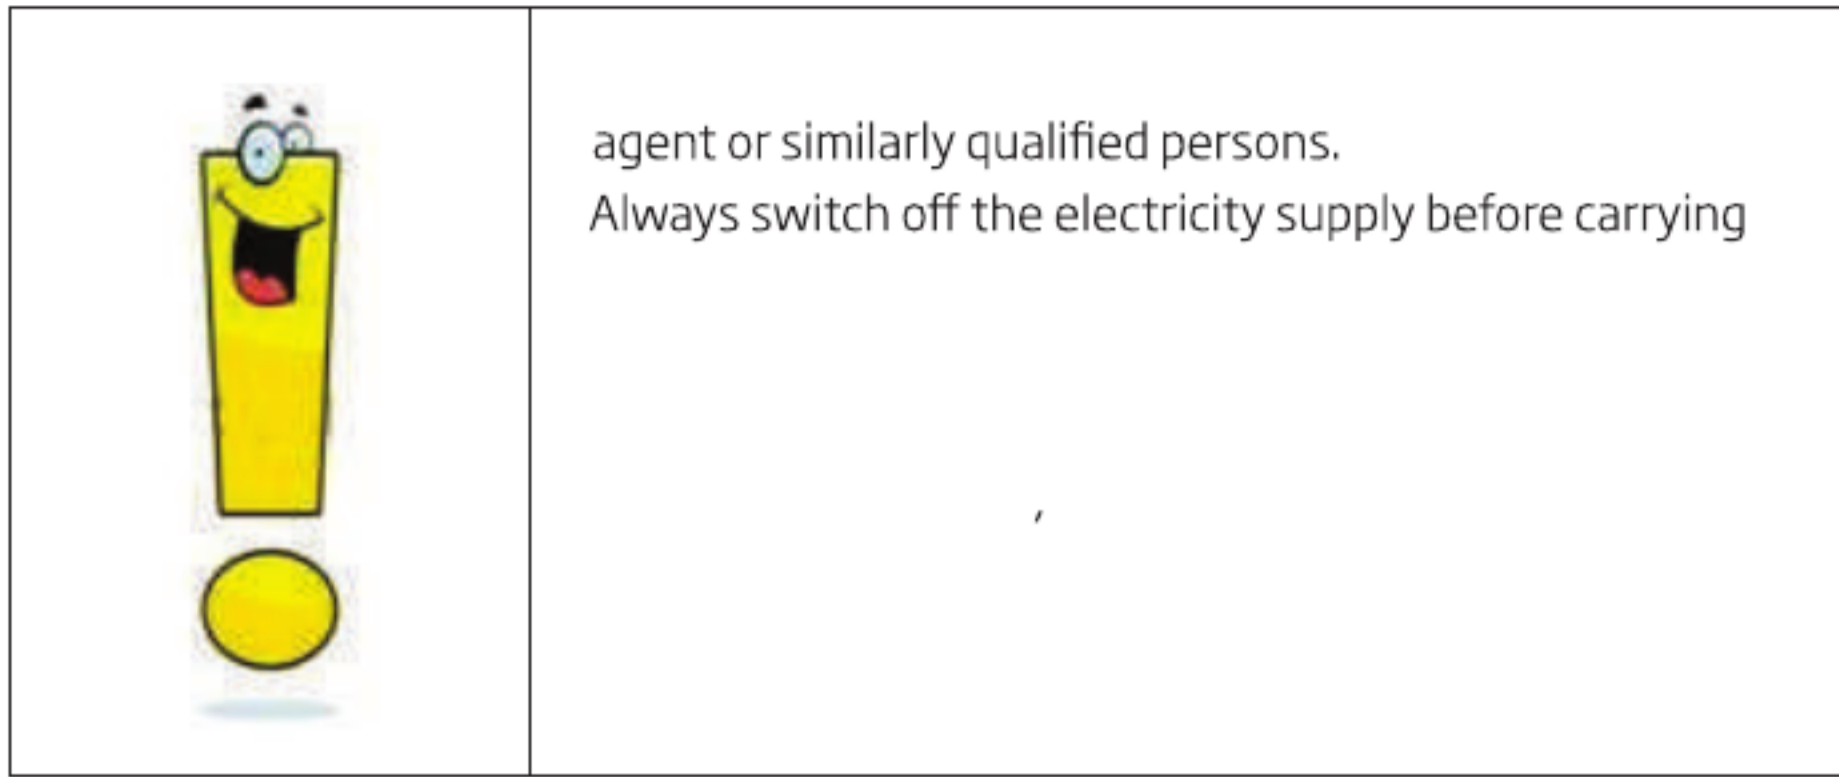 agent or similarly qualified persons.
Always switch off the electricity supply before carrying
,